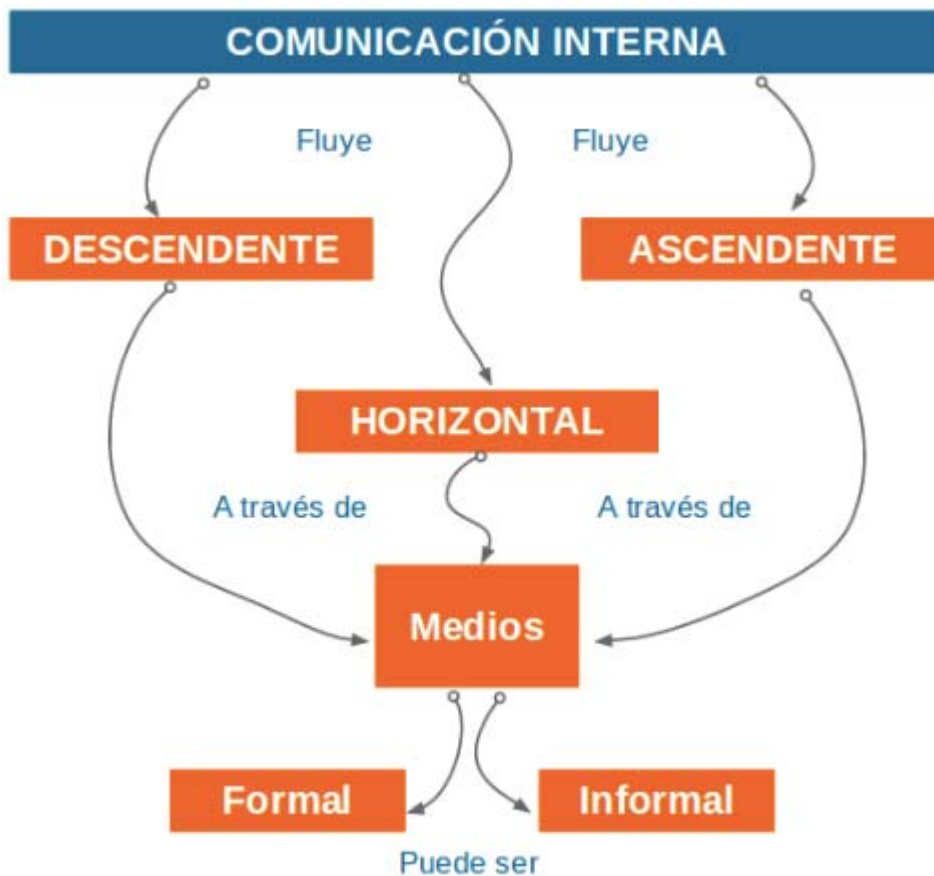 COMUNICACIÓN INTERNA
Fluye
Fluye
DESCENDENTE
ASCENDENTE
HORIZONTAL
A través de
A través de
Medios
Formal
Informal
Puede ser